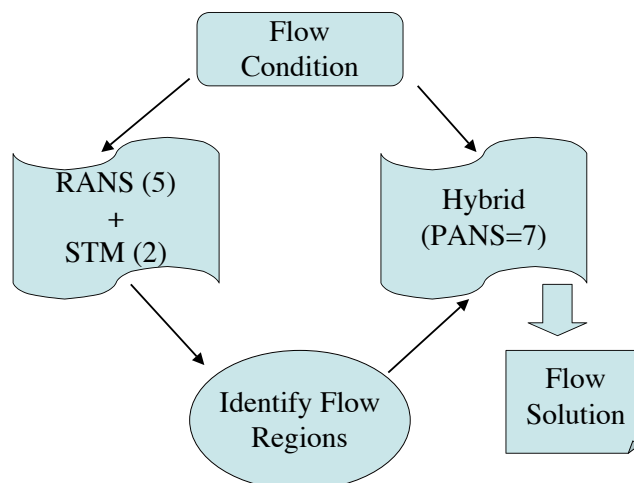 Flow
Condition
RANS (5)
+
STM (2)
Hybrid
(PANS=7)
Identify Flow
Regions
Flow
Solution